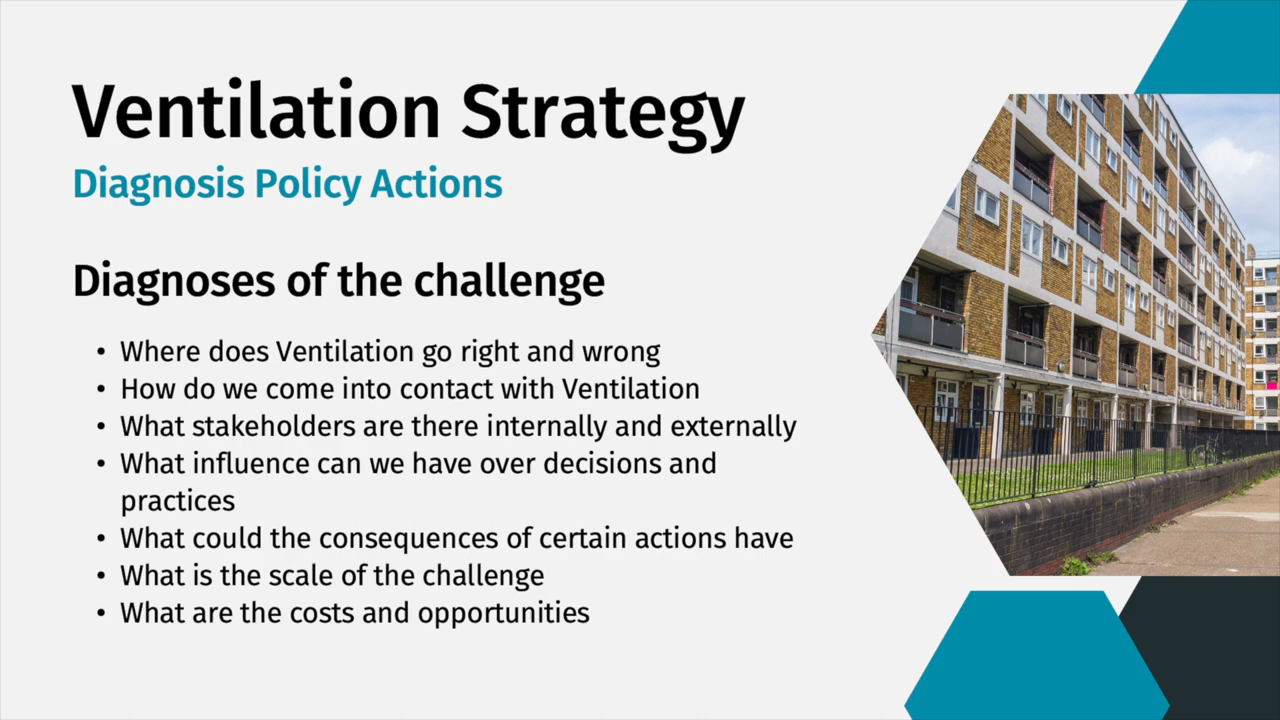 Ventilation Strategy
Diagnosis Policy Actions
Diagnoses of the challenge
• Where does Ventilation go right and wrong
• How do we come into contact with Ventilation
• What stakeholders are there internally and externally
• What influence can we have over decisions and
practices
• What could the consequences of certain actions have
• What is the scale of the challenge
• What are the costs and opportunities